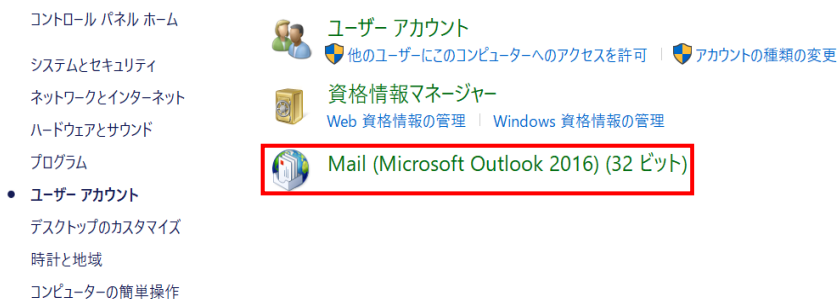 コントロール パネル ホーム
システムとセキュリティ
ネットワークとインターネット
ハードウェアとサウンド
プログラム
ユーザー アカウント
デスクトップのカスタマイズ
時計と地域
コンピューターの簡単操作
ユーザー アカウント
他のユーザーにこのコンピューターへのアクセスを許可 アカウントの種類の変更
資格情報マネージャー
Web 資格情報の管理 Windows 資格情報の管理
Mail (Microsoft Outlook 2016) (32 ビット)